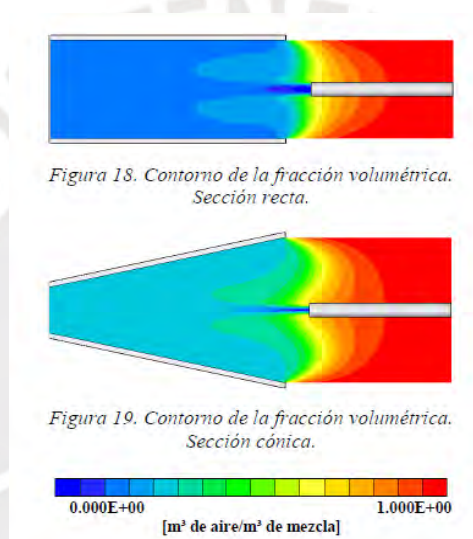 Figura 18. Contorno de la fracción volumétrica.
Sección recta.
Figura 19. Contorno de la fracción volumétrica.
Sección cónica.
0.000E+00 1.000E+00
[m³ de aire/m³ de mezcla]